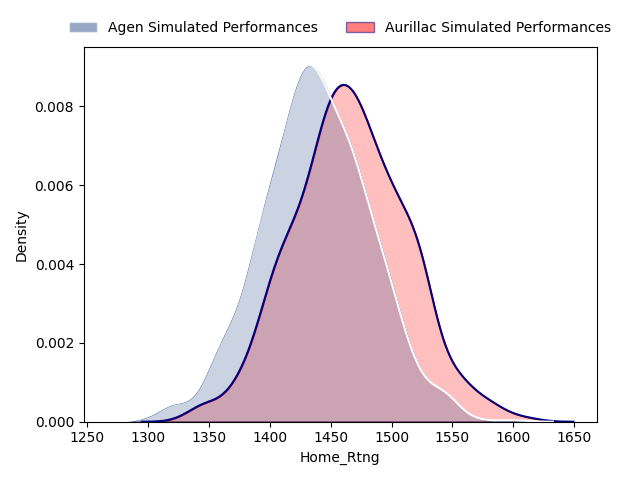 Agen Simulated Performances Aurillac Simulated Performances
0.008
0.006
0.004
0.002
0.000
Density
1250 1300 1350 1400 1450 1500 1550 1600 1650
Home_Rtng